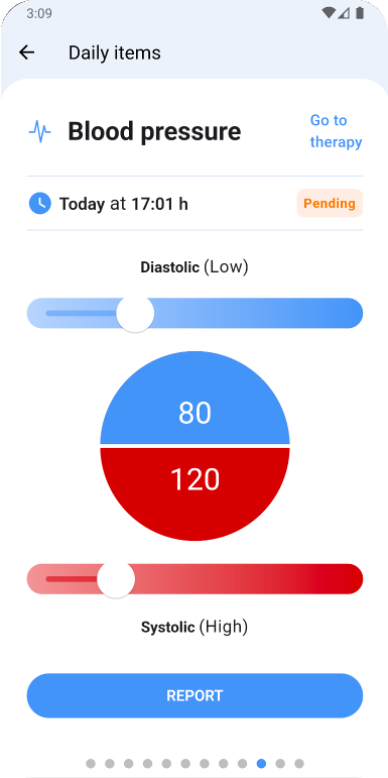 3:09
Daily items
Blood pressure
Go to
therapy
Today at 17:01 h
Pending
Diastolic (Low)
80
120
Systolic (High)
REPORT